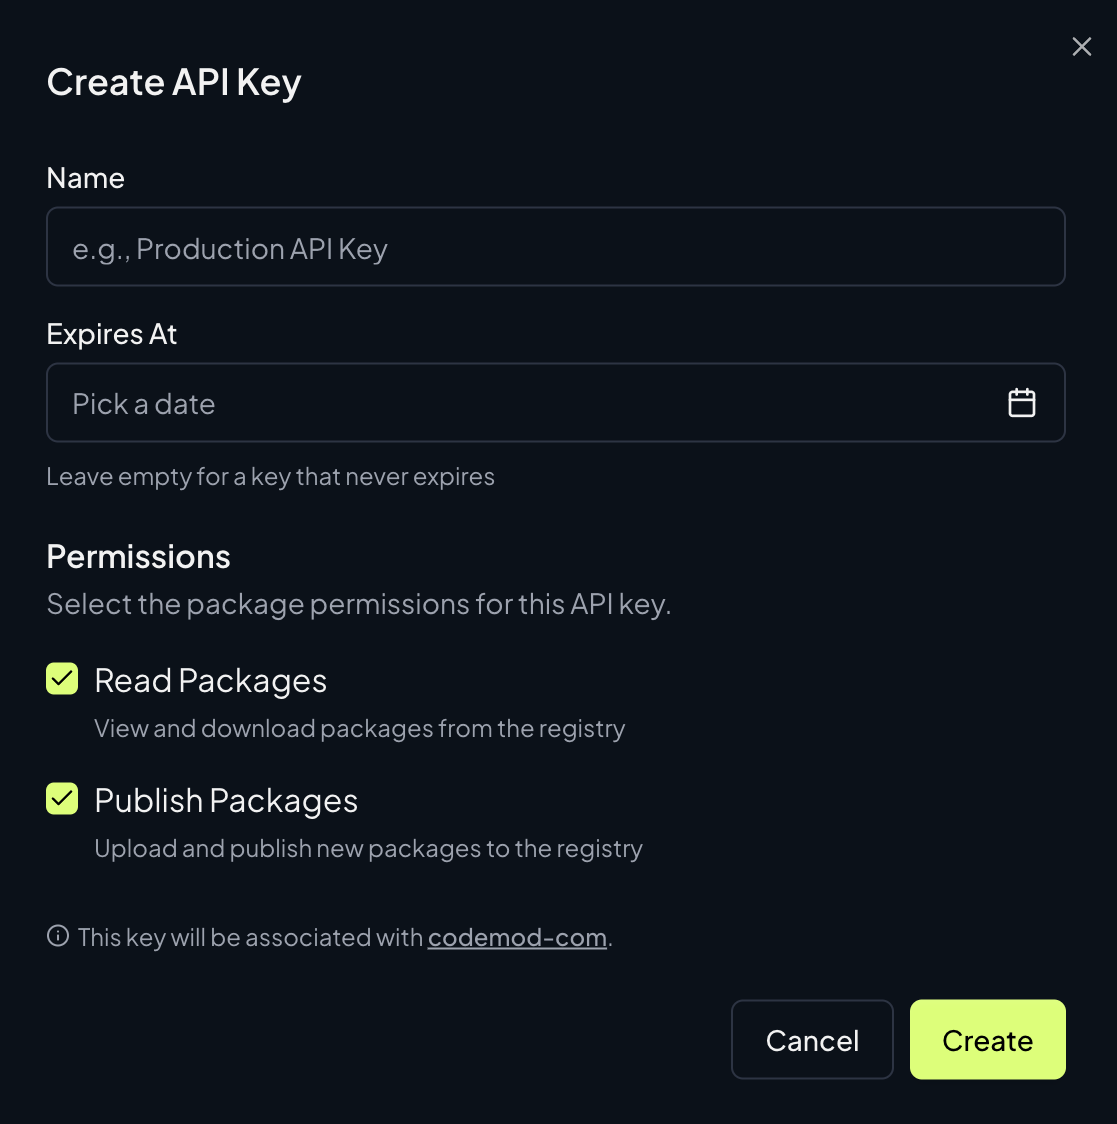 Create API Key
Name
e.g., Production API Key
Expires At
Pick a date
Leave empty for a key that never expires
Permissions
Select the package permissions for this API key.
Read Packages
View and download packages from the registry
Publish Packages
Upload and publish new packages to the registry
This key will be associated with codemod-com.
Cancel
Create